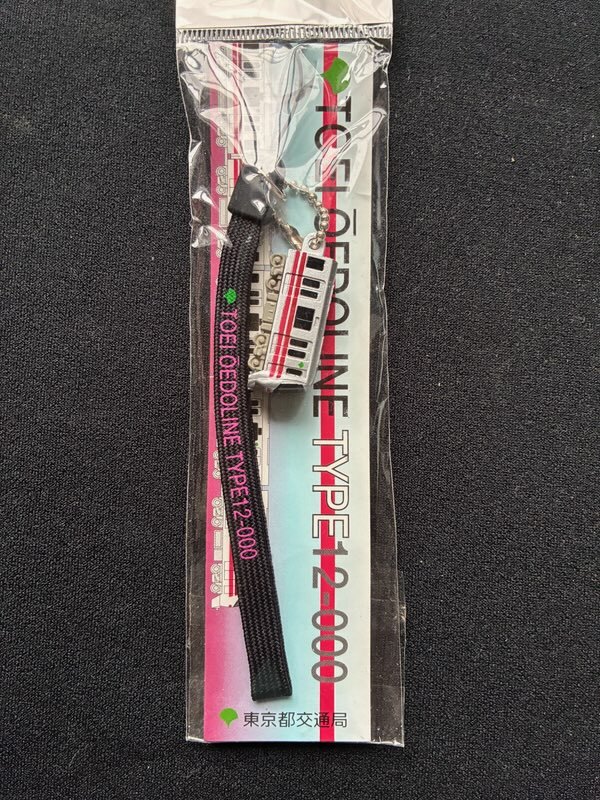 TOEI ŌEDOLINE TYPE12-000
TOEI OEDOLINE TYPE12-000
東京都交通局